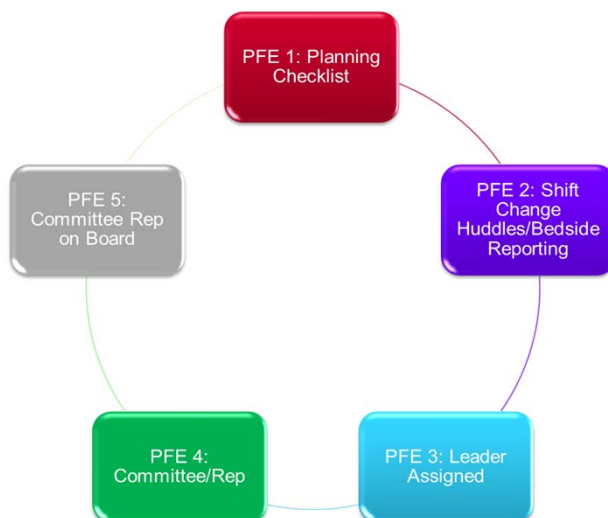 PFE 1: Planning
Checklist
PFE 2: Shift
Change
Huddles/Bedside
Reporting
PFE 3: Leader
Assigned
PFE 4:
Committee/Rep
PFE 5:
Committee Rep
on Board